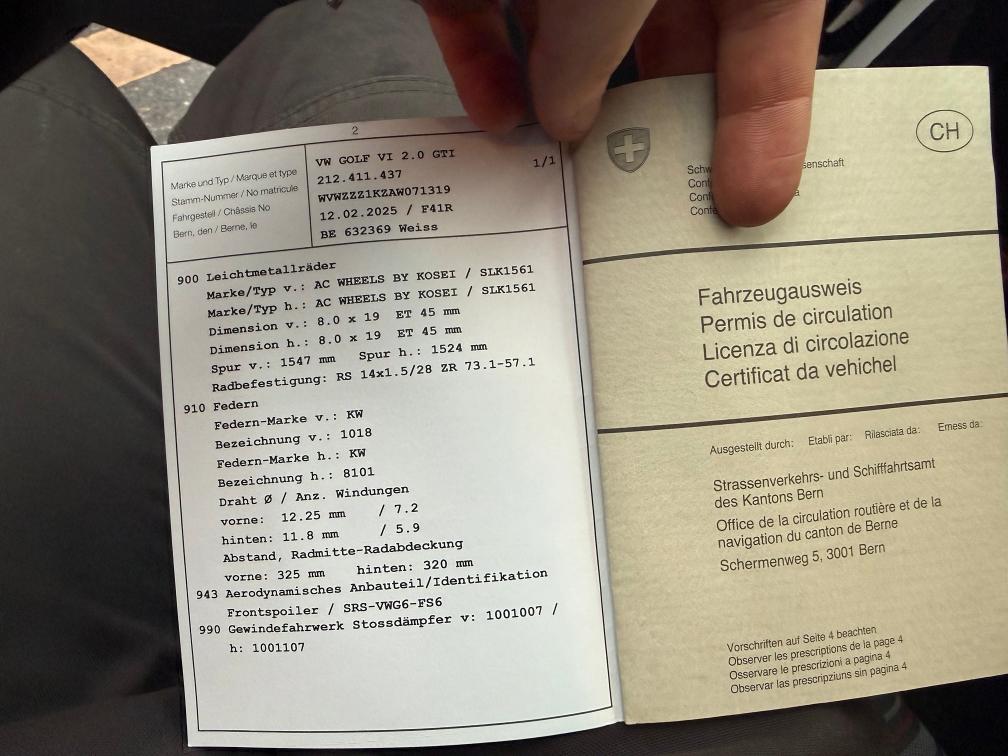 2
Marke und Typ / Marque et type
Stamm-Nummer / No matricule
Fahrgestell / Châssis No
Bern, den / Berne, le
VW GOLF VI 2.0 GTI
1/1
212.411.437
WVWZZZ1KZAW071319
12.02.2025 / F41R
BE 632369 Weiss
900 Leichtmetallräder
Marke/Typ v.: AC WHEELS BY KOSEI / SLK1561
Marke/Typ h.: AC WHEELS BY KOSEI / SLK1561
Dimension v.: 8.0 x 19 ET 45 mm
Dimension h.: 8.0 x 19 ET 45 mm
Spur v.: 1547 mm Spur h.: 1524 mm
Radbefestigung: RS 14x1.5/28 ZR 73.1-57.1
910 Federn
Federn-Marke v.: KW
Bezeichnung v.: 1018
Federn-Marke h.: KW
Bezeichnung h.: 8101
Draht Ø / Anz. Windungen
vorne: 12.25 mm / 7.2
hinten: 11.8 mm / 5.9
Abstand, Radmitte-Radabdeckung
vorne: 325 mm hinten: 320 mm
943 Aerodynamisches Anbauteil/Identifikation
Frontspoiler / SRS-VWG6-FS6
990 Gewindefahrwerk Stossdämpfer v: 1001007 /
h: 1001107
CH
Fahrzeugausweis
Permis de circulation
Licenza di circolazione
Certificat da vehichel
Ausgestellt durch: Etabli par: Rilasciata da: Emess da:
Strassenverkehrs- und Schifffahrtsamt
des Kantons Bern
Office de la circulation routière et de la
navigation du canton de Berne
Schermenweg 5, 3001 Bern
Vorschriften auf Seite 4 beachten
Observer les prescriptions de la page 4
Osservare le prescrizioni a pagina 4
Observar las prescripziuns sin pagina 4